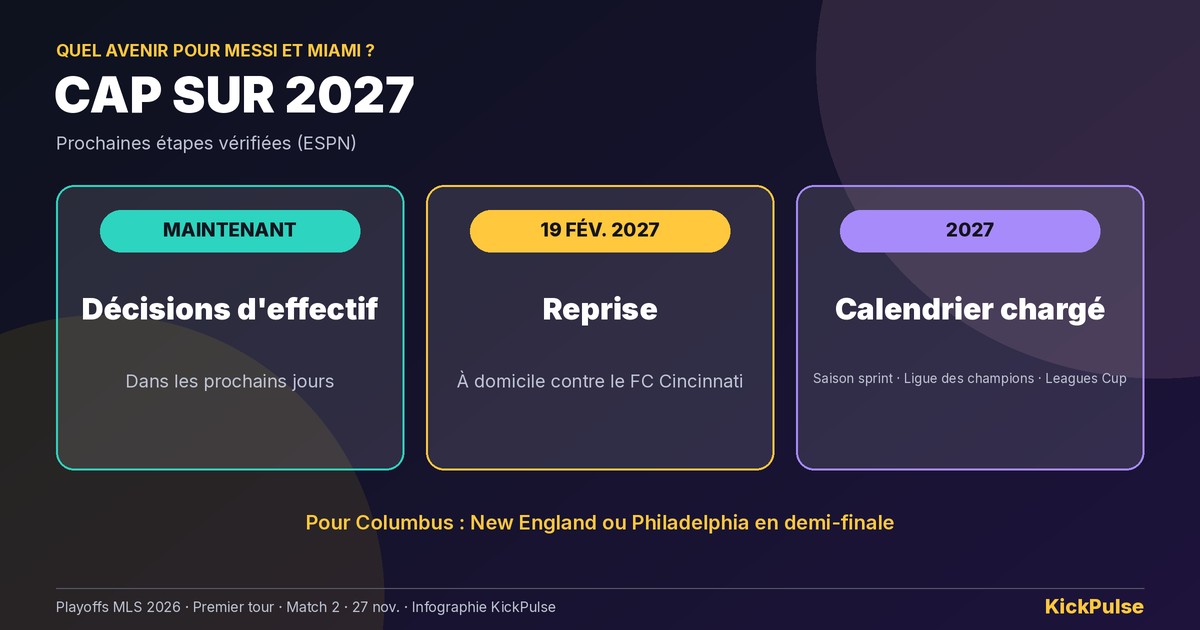 QUEL AVENIR POUR MESSI ET MIAMI ?
CAP SUR 2027
Prochaines étapes vérifiées (ESPN)
MAINTENANT
Décisions d'effectif
Dans les prochains jours
19 FÉV. 2027
Reprise
À domicile contre le FC Cincinnati
2027
Calendrier chargé
Saison sprint · Ligue des champions · Leagues Cup
Pour Columbus : New England ou Philadelphia en demi-finale
Playoffs MLS 2026 · Premier tour · Match 2 · 27 nov. · Infographie KickPulse
KickPulse